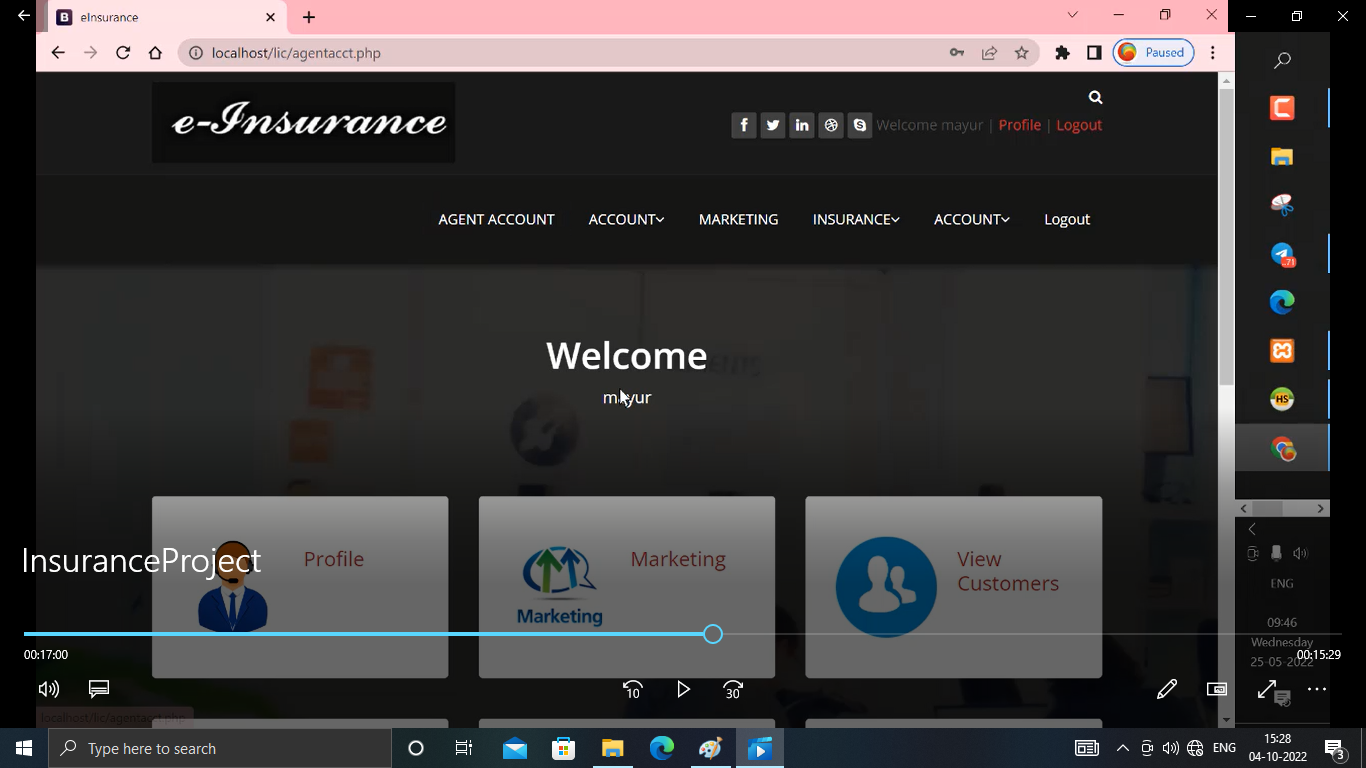 eInsurance
localhost/lic/agentacct.php
Paused
e-Insurance
Welcome mayur | Profile | Logout
AGENT ACCOUNT ACCOUNT MARKETING INSURANCE ACCOUNT Logout
Welcome
mayur
InsuranceProject
Profile
Marketing
Marketing
View
Customers
00:17:00
00:15:29
10
30
localhost/lic/agentacct.php
ENG
09:46
Wednesday
25-05-2022
Type here to search
ENG
15:28
04-10-2022
3